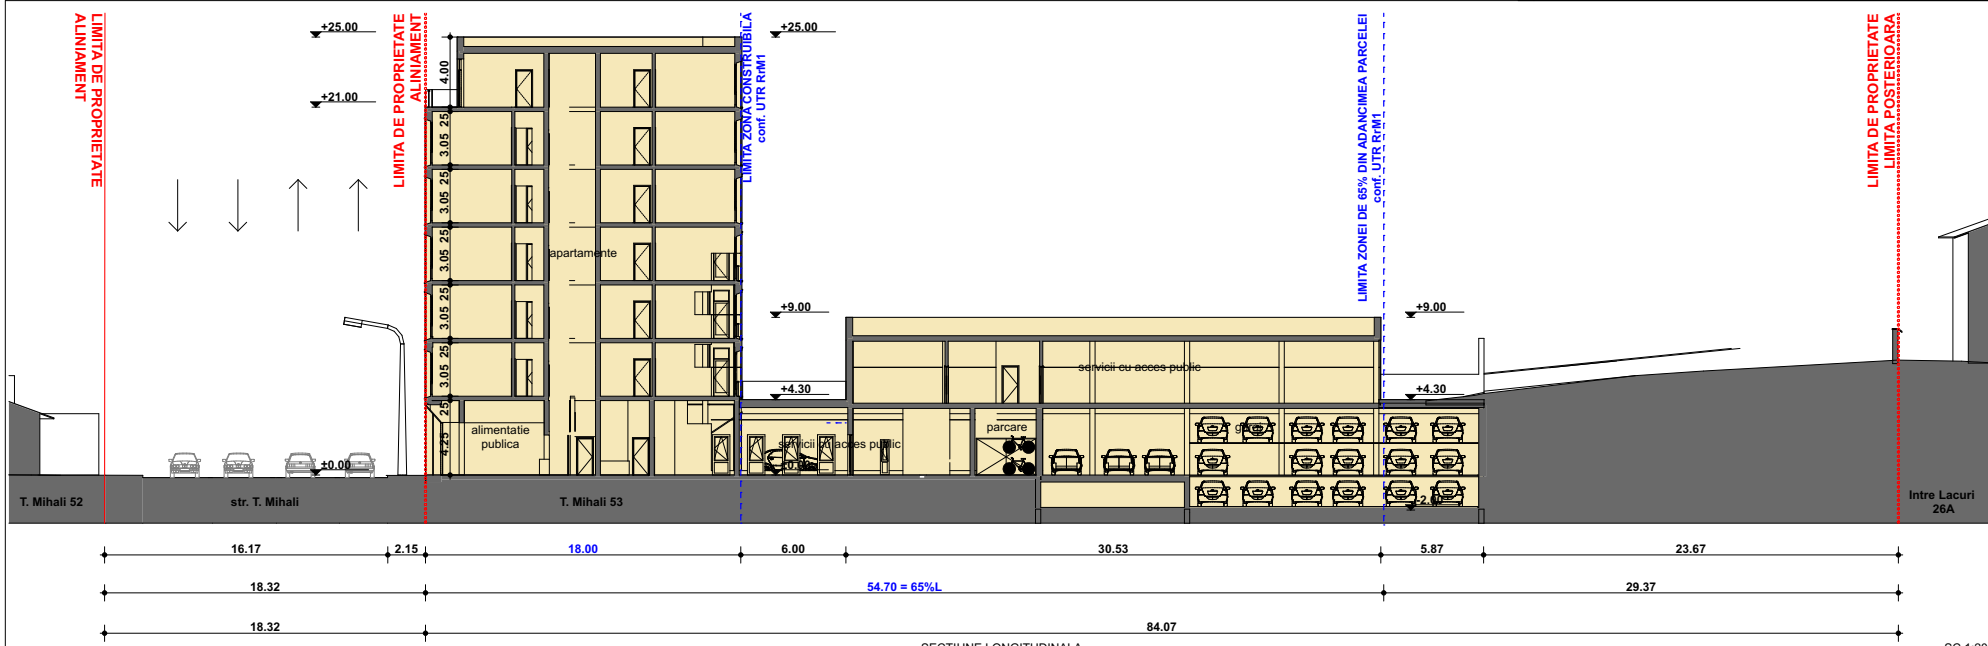 LIMITA DE PROPRIETATE
ALINIAMENT
+25.00
+21.00
LIMITA DE PROPRIETATE
ALINIAMENT
4.00
25
3.05
25
3.05
25
3.05
25
3.05
25
3.05
25
4.25
apartamente
alimentatie
publica
LIMITA ZONA CONSTRUIBILĂ
conf. UTR RrM1
+25.00
+9.00
+4.30
servicii cu acces public
±0.00
parcare
servicii cu acces public
LIMITA ZONEI DE 65% DIN ADANCIMEA PARCELEI
conf. UTR RrM1
+9.00
+4.30
LIMITA DE PROPRIETATE
LIMITA POSTERIOARA
±0.00
T. Mihali 52
str. T. Mihali
T. Mihali 53
Intre Lacuri
26A
16.17
2.15
18.00
6.00
30.53
5.87
23.67
18.32
54.70 = 65%L
29.37
18.32
84.07
SECTIUNE LONGITUDINALA